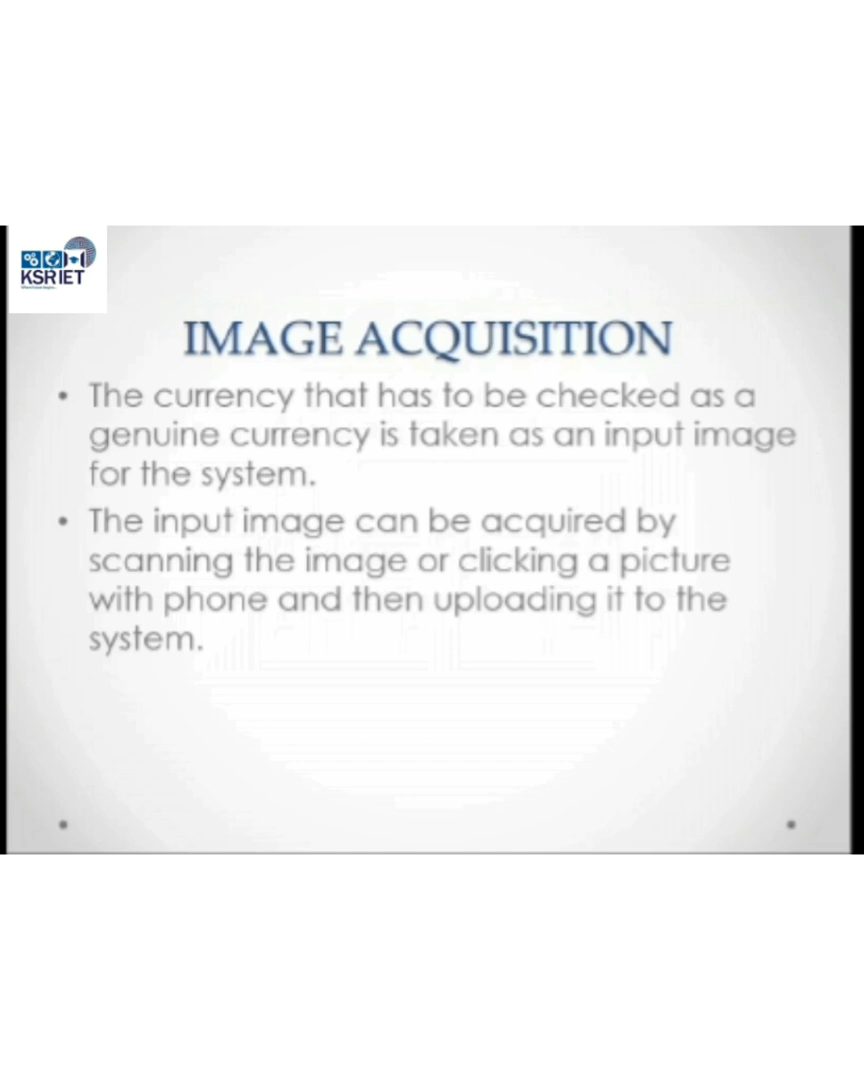 KSRIET
IMAGE ACQUISITION
• The currency that has to be checked as a
genuine currency is taken as an input image
for the system.
• The input image can be acquired by
scanning the image or clicking a picture
with phone and then uploading it to the
system.